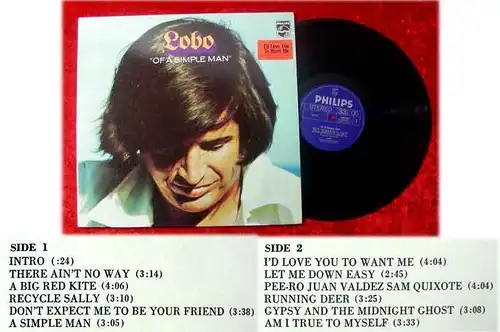 Lobo
"OF A SIMPLE MAN"
PHILIPS
I'd Love You
To Want Me
PHILIPS
STEREO
1
SIDE 1
INTRO (:24)
THERE AIN'T NO WAY (3:14)
A BIG RED KITE (4:06)
RECYCLE SALLY (3:10)
DON'T EXPECT ME TO BE YOUR FRIEND (3:38)
A SIMPLE MAN (3:05)
SIDE 2
I'D LOVE YOU TO WANT ME (4:04)
LET ME DOWN EASY (2:45)
PEE-RO JUAN VALDEZ SAM QUIXOTE (4:04)
RUNNING DEER (3:25)
GYPSY AND THE MIDNIGHT GHOST (3:08)
AM I TRUE TO MYSELF (3:33)